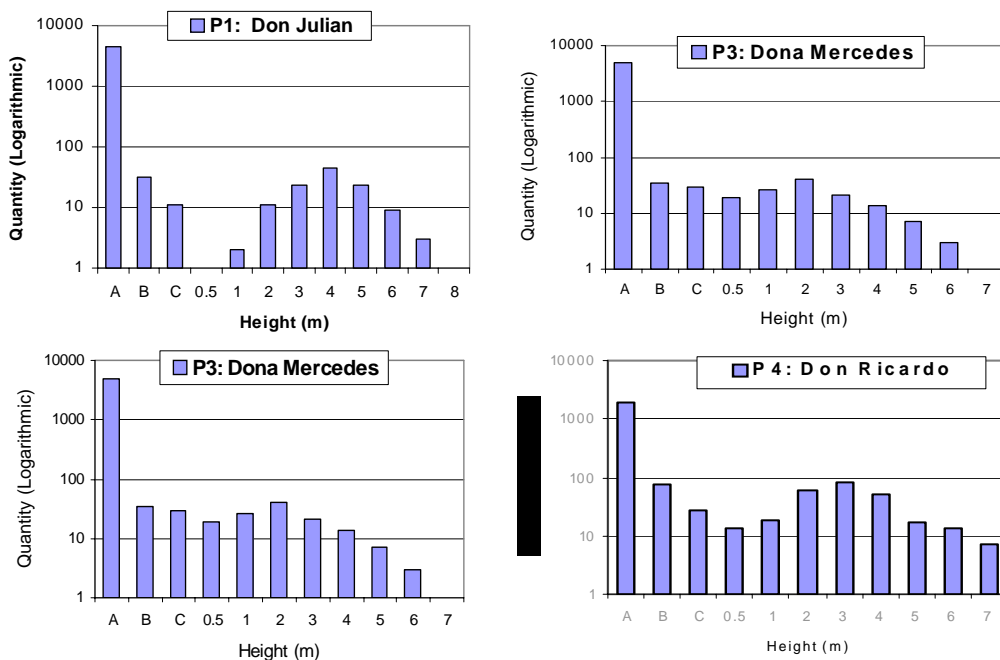 P1: Don Julian
Quantity (Logarithmic)
10000
1000
100
10
1
A B C 0.5 1 2 3 4 5 6 7 8
Height (m)
P3: Dona Mercedes
Quantity (Logarithmic)
10000
1000
100
10
1
A B C 0.5 1 2 3 4 5 6 7
Height (m)
P3: Dona Mercedes
Quantity (Logarithmic)
10000
1000
100
10
1
A B C 0.5 1 2 3 4 5 6 7
Height (m)
P 4: Don Ricardo
10000
1000
100
10
1
A B C 0.5 1 2 3 4 5 6 7
Height (m)